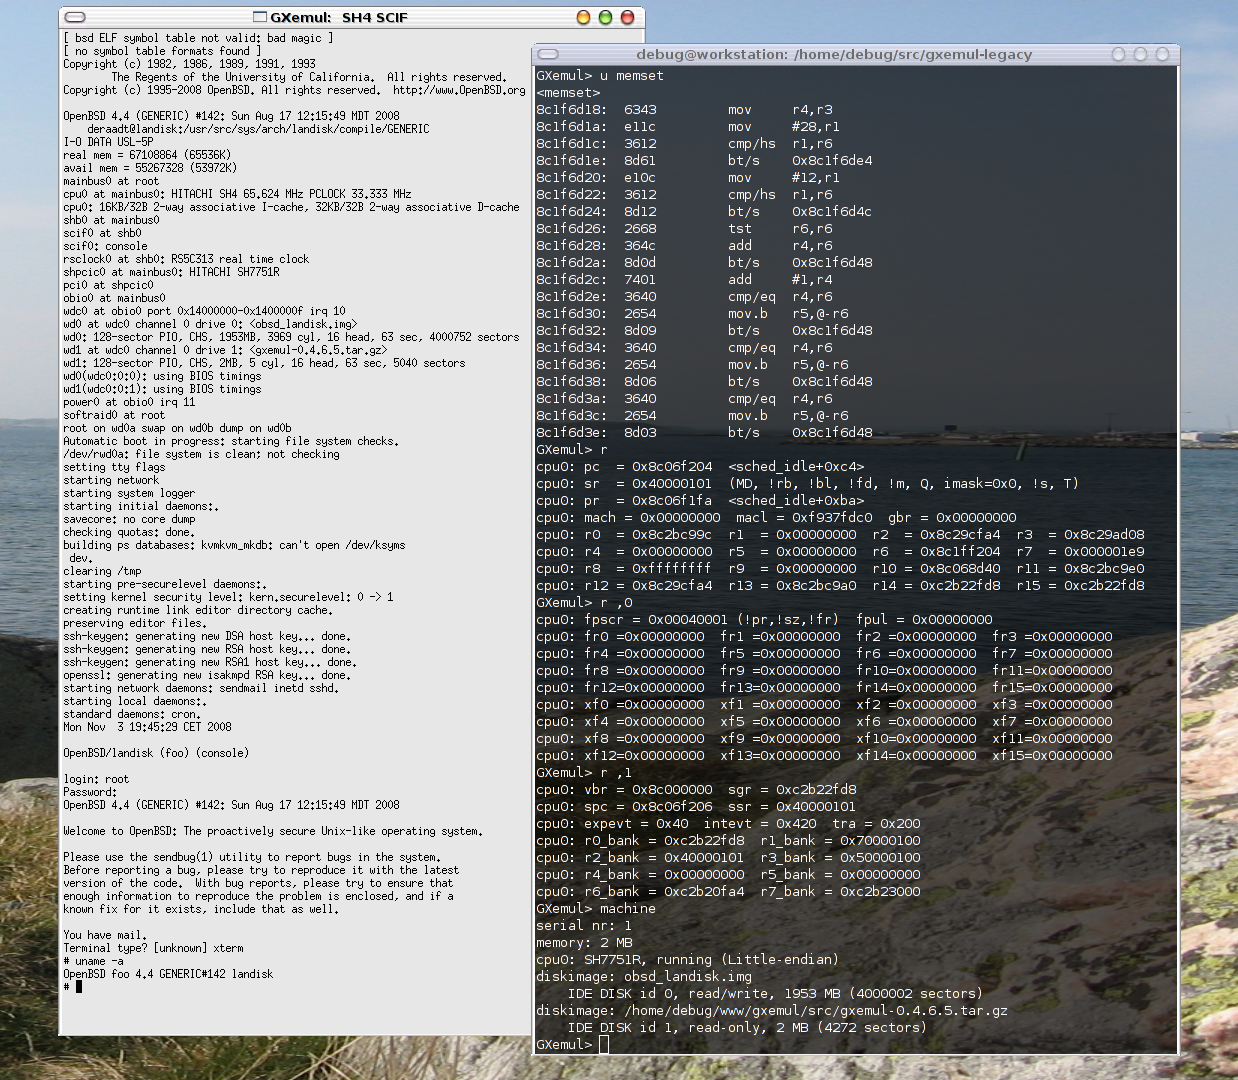 GXemul: SH4 SCIF
[ bsd ELF symbol table not valid: bad magic ]
[ no symbol table formats found ]
Copyright (c) 1982, 1986, 1989, 1991, 1993
        The Regents of the University of California.  All rights reserved.
Copyright (c) 1995-2008 OpenBSD. All rights reserved.  http://www.OpenBSD.org
OpenBSD 4.4 (GENERIC) #142: Sun Aug 17 12:15:49 MDT 2008
    deraadt@landisk:/usr/src/sys/arch/landisk/compile/GENERIC
I-O DATA USL-5P
real mem = 67108864 (65536K)
avail mem = 55267328 (53972K)
mainbus0 at root
cpu0 at mainbus0: HITACHI SH4 65.624 MHz PCLOCK 33.333 MHz
cpu0: 16KB/32B 2-way associative I-cache, 32KB/32B 2-way associative D-cache
shb0 at mainbus0
scif0 at shb0
scif0: console
rsclock0 at shb0: RS5C313 real time clock
shpcic0 at mainbus0: HITACHI SH7751R
pci0 at shpcic0
obio0 at mainbus0
wdc0 at obio0 port 0x14000000-0x1400000f irq 10
wd0 at wdc0 channel 0 drive 0: <obsd_landisk.img>
wd0: 128-sector PIO, CHS, 1953MB, 3969 cyl, 16 head, 63 sec, 4000752 sectors
wd1 at wdc0 channel 0 drive 1: <gxemul-0.4.6.5.tar.gz>
wd1: 128-sector PIO, CHS, 2MB, 5 cyl, 16 head, 63 sec, 5040 sectors
wd0(wdc0:0:0): using BIOS timings
wd1(wdc0:0:1): using BIOS timings
power0 at obio0 irq 11
softraid0 at root
root on wd0a swap on wd0b dump on wd0b
Automatic boot in progress: starting file system checks.
/dev/rwd0a: file system is clean; not checking
setting tty flags
starting network
starting system logger
starting initial daemons:.
savecore: no core dump
checking quotas: done.
building ps databases: kvmkvm_mkdb: can't open /dev/ksyms
 dev.
clearing /tmp
starting pre-securelevel daemons:.
setting kernel security level: kern.securelevel: 0 -> 1
creating runtime link editor directory cache.
preserving editor files.
ssh-keygen: generating new DSA host key... done.
ssh-keygen: generating new RSA host key... done.
ssh-keygen: generating new RSA1 host key... done.
openssl: generating new isakmpd RSA key... done.
starting network daemons: sendmail inetd sshd.
starting local daemons:.
standard daemons: cron.
Mon Nov  3 19:45:29 CET 2008
OpenBSD/landisk (foo) (console)
login: root
Password:
OpenBSD 4.4 (GENERIC) #142: Sun Aug 17 12:15:49 MDT 2008
Welcome to OpenBSD: The proactively secure Unix-like operating system.
Please use the sendbug(1) utility to report bugs in the system.
Before reporting a bug, please try to reproduce it with the latest
version of the code.  With bug reports, please try to ensure that
enough information to reproduce the problem is enclosed, and if a
known fix for it exists, include that as well.
You have mail.
Terminal type? [unknown] xterm
# uname -a
OpenBSD foo 4.4 GENERIC#142 landisk
#
debug@workstation: /home/debug/src/gxemul-legacy
GXemul> u memset
<memset>
8c1f6d18:  6343            mov     r4,r3
8c1f6d1a:  e11c            mov     #28,r1
8c1f6d1c:  3612            cmp/hs  r1,r6
8c1f6d1e:  8d61            bt/s    0x8c1f6de4
8c1f6d20:  e10c            mov     #12,r1
8c1f6d22:  3612            cmp/hs  r1,r6
8c1f6d24:  8d12            bt/s    0x8c1f6d4c
8c1f6d26:  2668            tst     r6,r6
8c1f6d28:  364c            add     r4,r6
8c1f6d2a:  8d0d            bt/s    0x8c1f6d48
8c1f6d2c:  7401            add     #1,r4
8c1f6d2e:  3640            cmp/eq  r4,r6
8c1f6d30:  2654            mov.b   r5,@-r6
8c1f6d32:  8d09            bt/s    0x8c1f6d48
8c1f6d34:  3640            cmp/eq  r4,r6
8c1f6d36:  2654            mov.b   r5,@-r6
8c1f6d38:  8d06            bt/s    0x8c1f6d48
8c1f6d3a:  3640            cmp/eq  r4,r6
8c1f6d3c:  2654            mov.b   r5,@-r6
8c1f6d3e:  8d03            bt/s    0x8c1f6d48
GXemul> r
cpu0: pc  = 0x8c06f204  <sched_idle+0xc4>
cpu0: sr  = 0x40000101  (MD, !rb, !bl, !fd, !m, Q, imask=0x0, !s, T)
cpu0: pr  = 0x8c06f1fa  <sched_idle+0xba>
cpu0: mach = 0x00000000  macl = 0xf937fdc0  gbr = 0x00000000
cpu0: r0  = 0x8c2bc99c  r1  = 0x00000000  r2  = 0x8c29cfa4  r3  = 0x8c29ad08
cpu0: r4  = 0x00000000  r5  = 0x00000000  r6  = 0x8c1ff204  r7  = 0x000001e9
cpu0: r8  = 0xffffffff  r9  = 0x00000000  r10 = 0x8c068d40  r11 = 0x8c2bc9e0
cpu0: r12 = 0x8c29cfa4  r13 = 0x8c2bc9a0  r14 = 0xc2b22fd8  r15 = 0xc2b22fd8
GXemul> r ,0
cpu0: fpscr = 0x00040001 (!pr,!sz,!fr)  fpul = 0x00000000
cpu0: fr0 =0x00000000  fr1 =0x00000000  fr2 =0x00000000  fr3 =0x00000000
cpu0: fr4 =0x00000000  fr5 =0x00000000  fr6 =0x00000000  fr7 =0x00000000
cpu0: fr8 =0x00000000  fr9 =0x00000000  fr10=0x00000000  fr11=0x00000000
cpu0: fr12=0x00000000  fr13=0x00000000  fr14=0x00000000  fr15=0x00000000
cpu0: xf0 =0x00000000  xf1 =0x00000000  xf2 =0x00000000  xf3 =0x00000000
cpu0: xf4 =0x00000000  xf5 =0x00000000  xf6 =0x00000000  xf7 =0x00000000
cpu0: xf8 =0x00000000  xf9 =0x00000000  xf10=0x00000000  xf11=0x00000000
cpu0: xf12=0x00000000  xf13=0x00000000  xf14=0x00000000  xf15=0x00000000
GXemul> r ,1
cpu0: vbr = 0x8c000000  sgr = 0xc2b22fd8
cpu0: spc = 0x8c06f206  ssr = 0x40000101
cpu0: expevt = 0x40  intevt = 0x420  tra = 0x200
cpu0: r0_bank = 0xc2b22fd8  r1_bank = 0x70000100
cpu0: r2_bank = 0x40000101  r3_bank = 0x50000100
cpu0: r4_bank = 0x00000000  r5_bank = 0x00000000
cpu0: r6_bank = 0xc2b20fa4  r7_bank = 0xc2b23000
GXemul> machine
serial nr: 1
memory: 2 MB
cpu0: SH7751R, running (Little-endian)
diskimage: obsd_landisk.img
    IDE DISK id 0, read/write, 1953 MB (4000002 sectors)
diskimage: /home/debug/www/gxemul/src/gxemul-0.4.6.5.tar.gz
    IDE DISK id 1, read-only, 2 MB (4272 sectors)
GXemul>